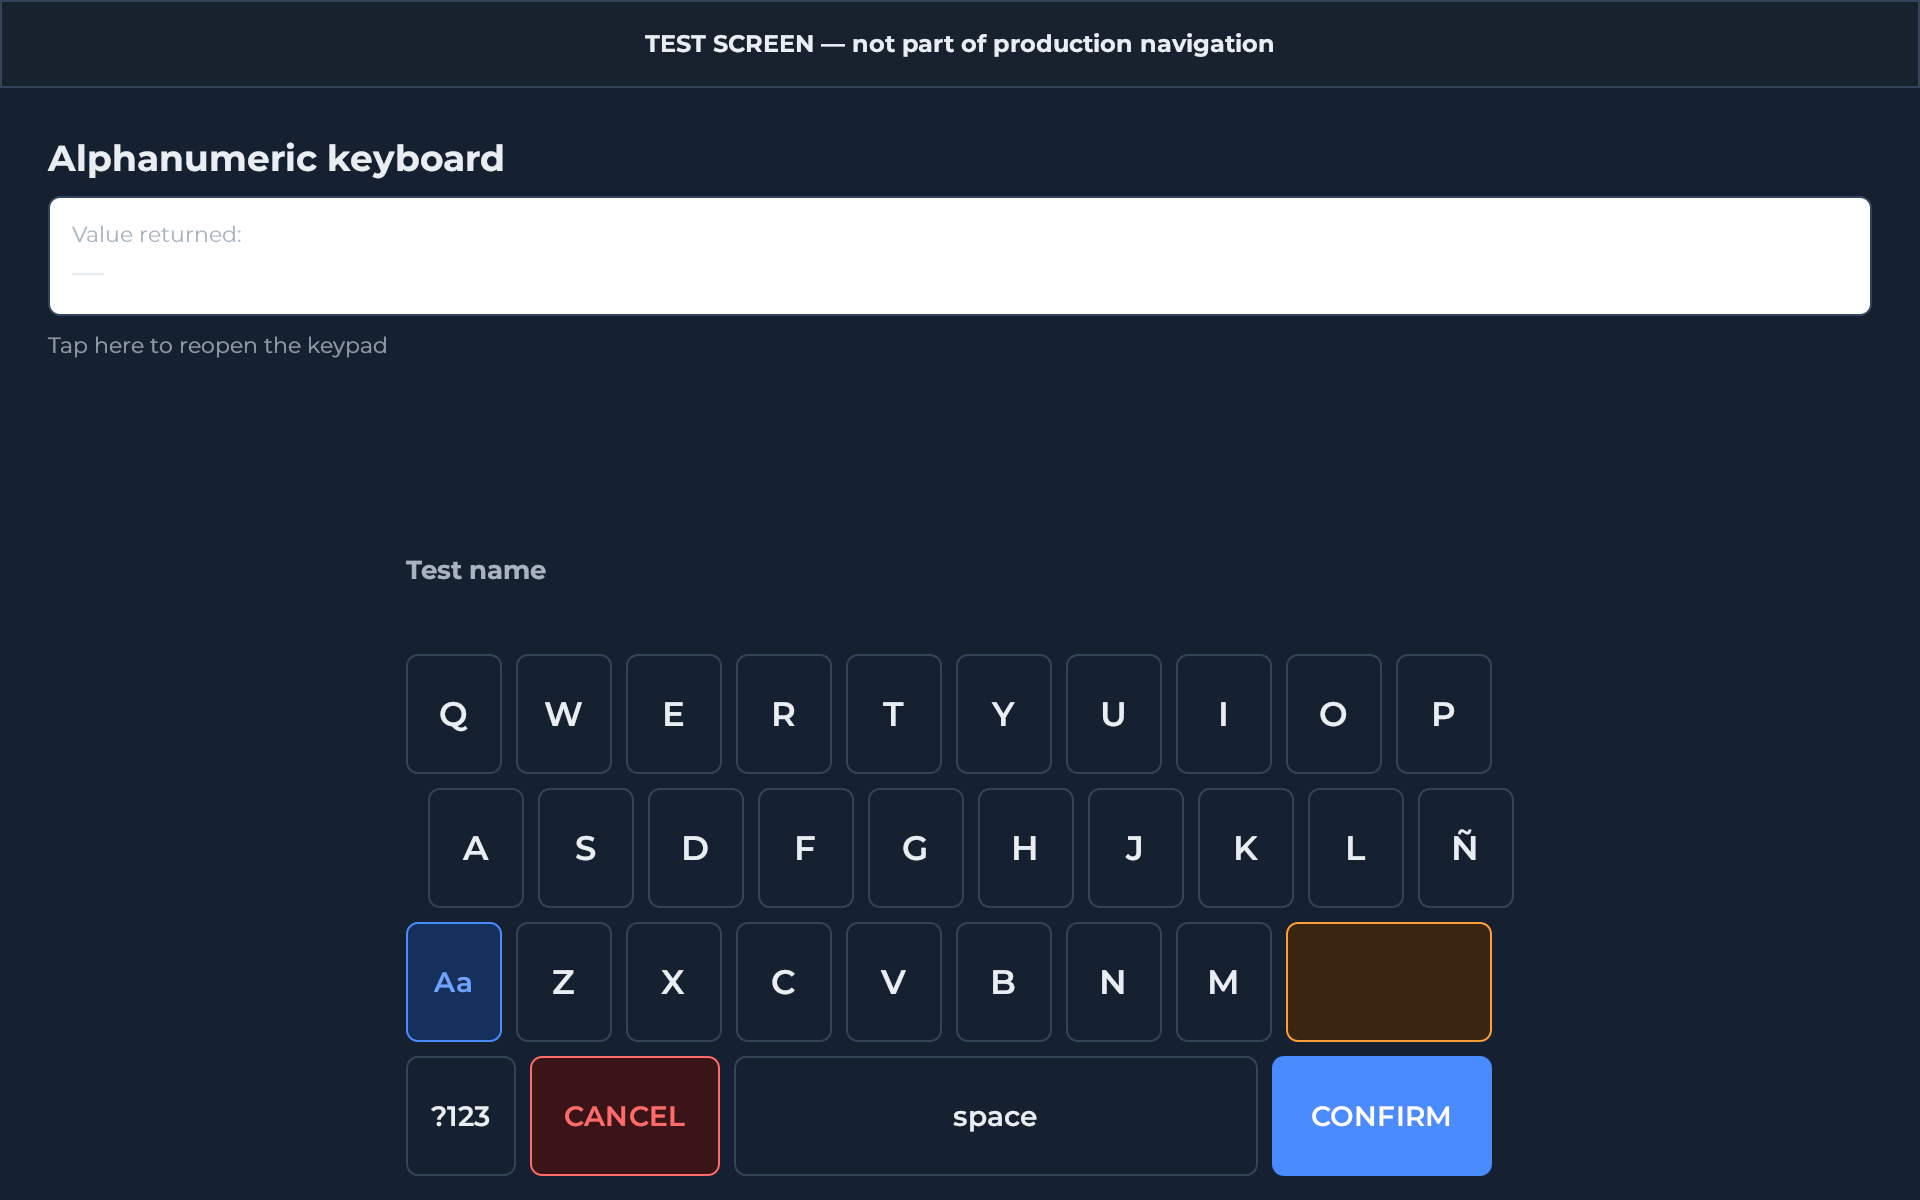 TEST SCREEN — not part of production navigation
Alphanumeric keyboard
Value returned:
—
Tap here to reopen the keypad
Test name
Q W E R T Y U I O P
A S D F G H J K L Ñ
Aa Z X C V B N M
?123 CANCEL space CONFIRM